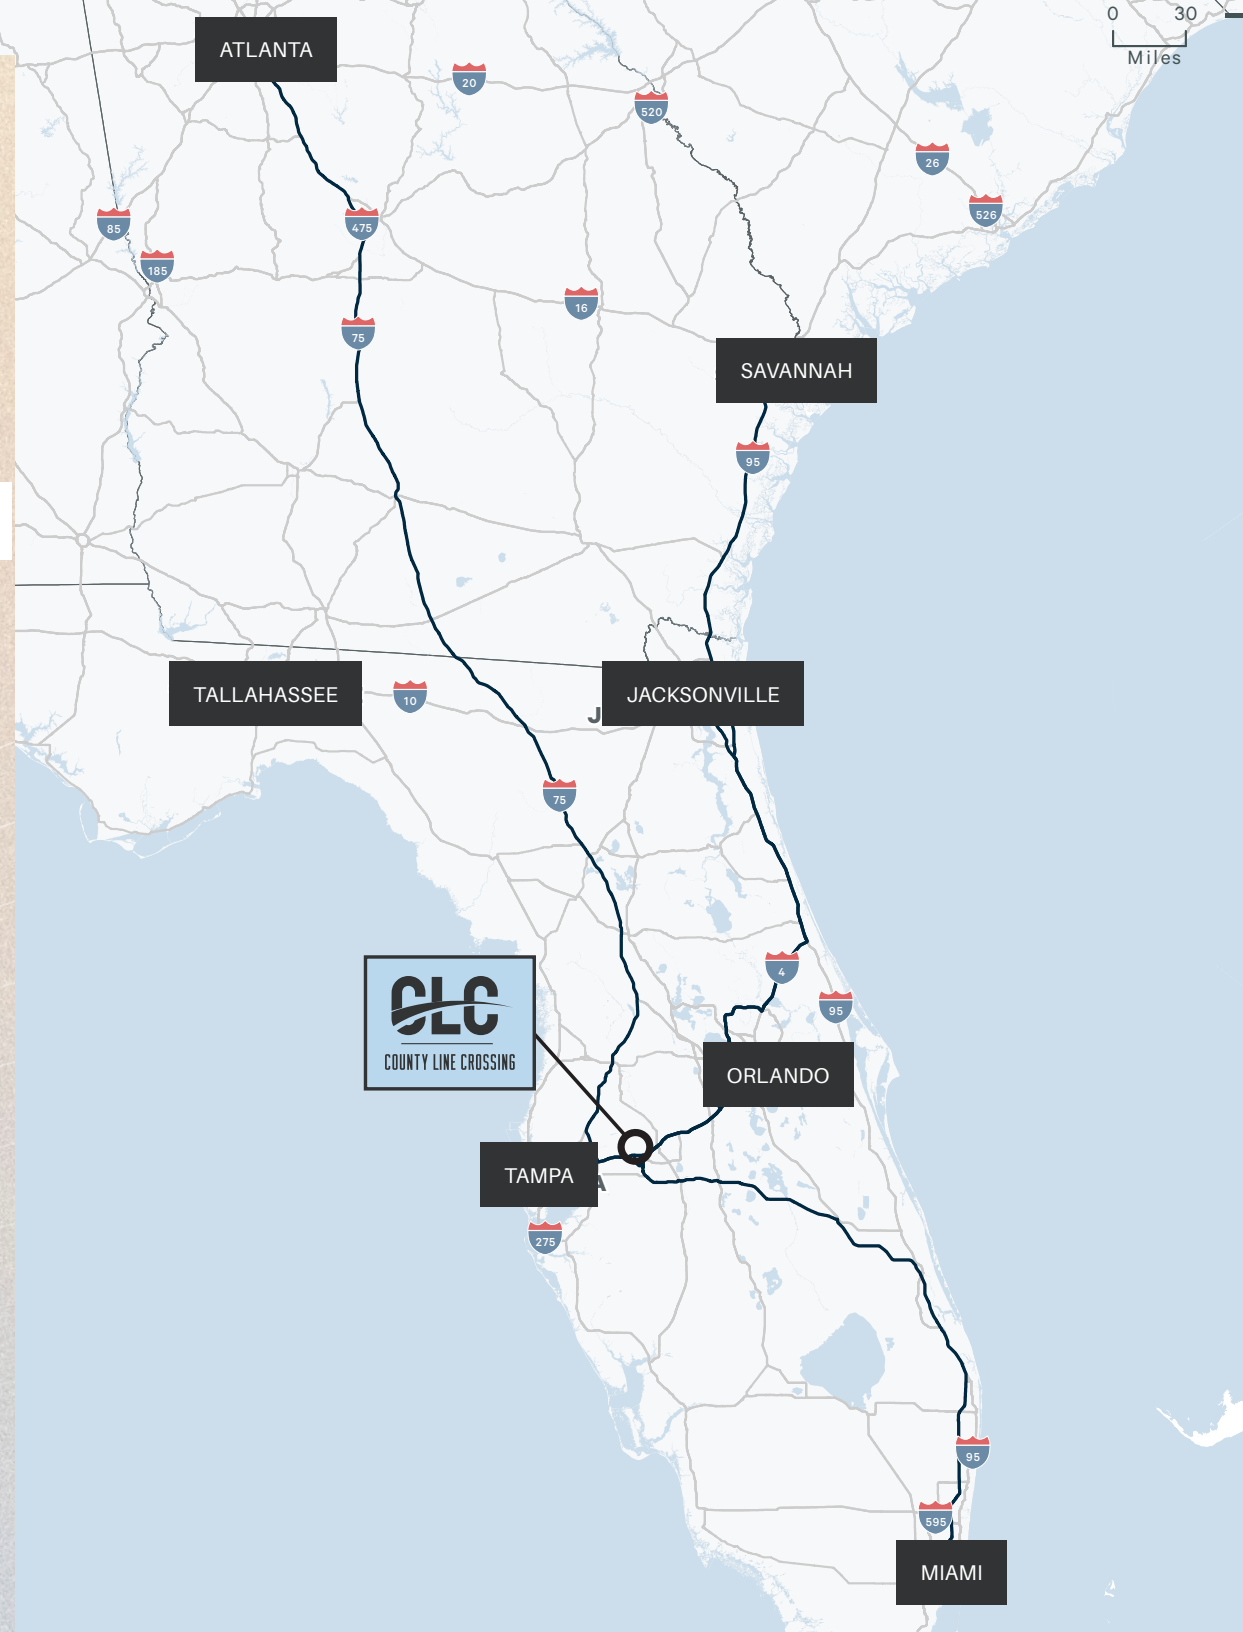 0 30
Miles
ATLANTA
20
520
26
526
85
475
185
16
75
SAVANNAH
95
TALLAHASSEE
10
JACKSONVILLE
J
75
4
95
CLC
COUNTY LINE CROSSING
ORLANDO
TAMPA
A
275
95
595
MIAMI